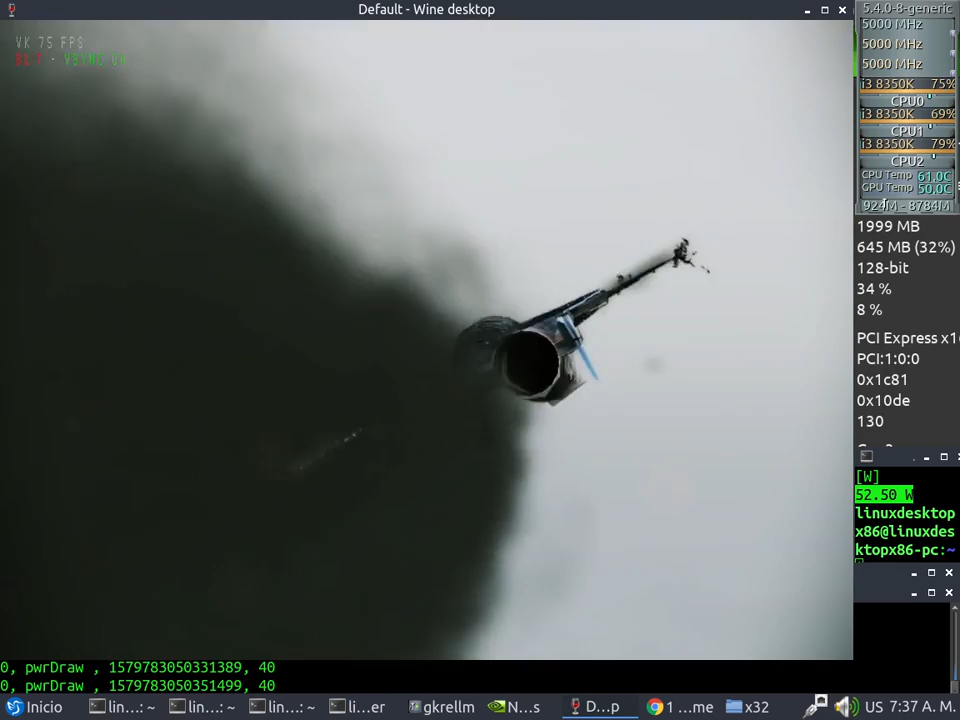 Default - Wine desktop
VK 75 FPS
5.4.0-8-generic
5000 MHz
5000 MHz
5000 MHz
i3 8350K 75%
CPU0
i3 8350K 69%
CPU1
i3 8350K 79%
CPU2
CPU Temp 61.0C
GPU Temp 50.0C
924M - 8784M
1999 MB
645 MB (32%)
128-bit
34 %
8 %
PCI Express x1
PCI:1:0:0
0x1c81
0x10de
130
[W]
52.50 W
linuxdesktop
x86@linuxdes
ktopx86-pc:~
0, pwrDraw , 1579783050331389, 40
0, pwrDraw , 1579783050351499, 40
Inicio lin...: ~ lin...: ~ lin...: ~ li...er gkrellm N...s D...p 1 ...me x32 US 7:37 A. M.